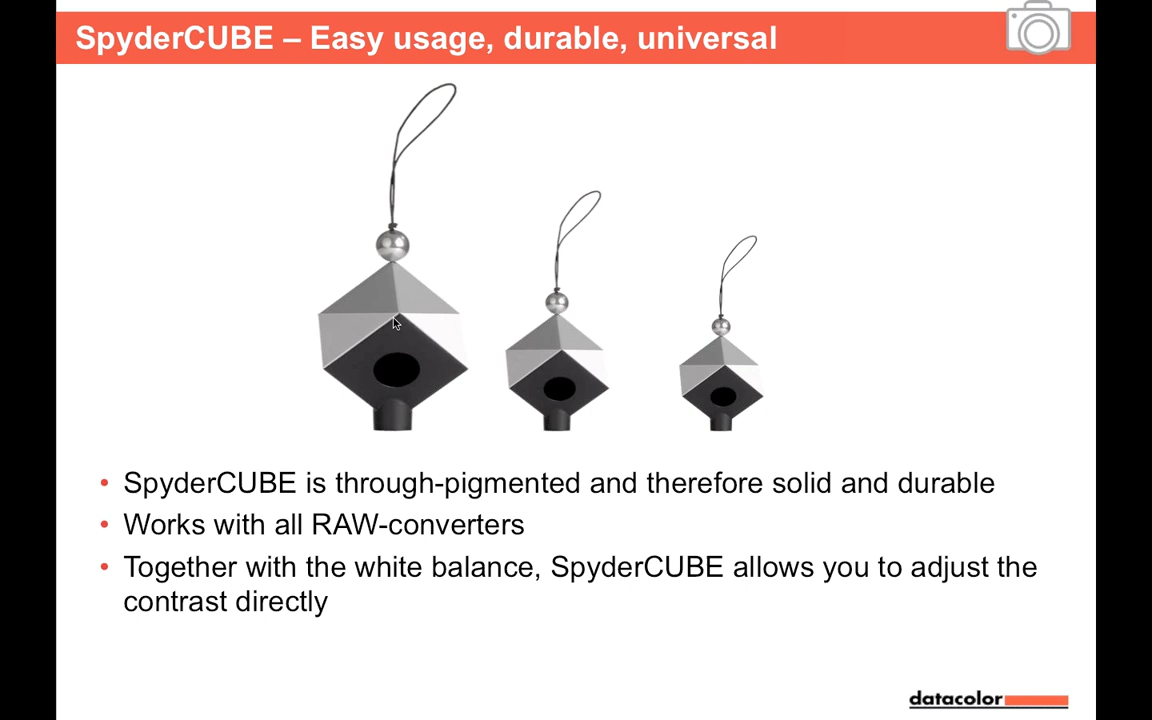 SpyderCUBE – Easy usage, durable, universal
• SpyderCUBE is through-pigmented and therefore solid and durable
• Works with all RAW-converters
• Together with the white balance, SpyderCUBE allows you to adjust the
contrast directly
datacolor